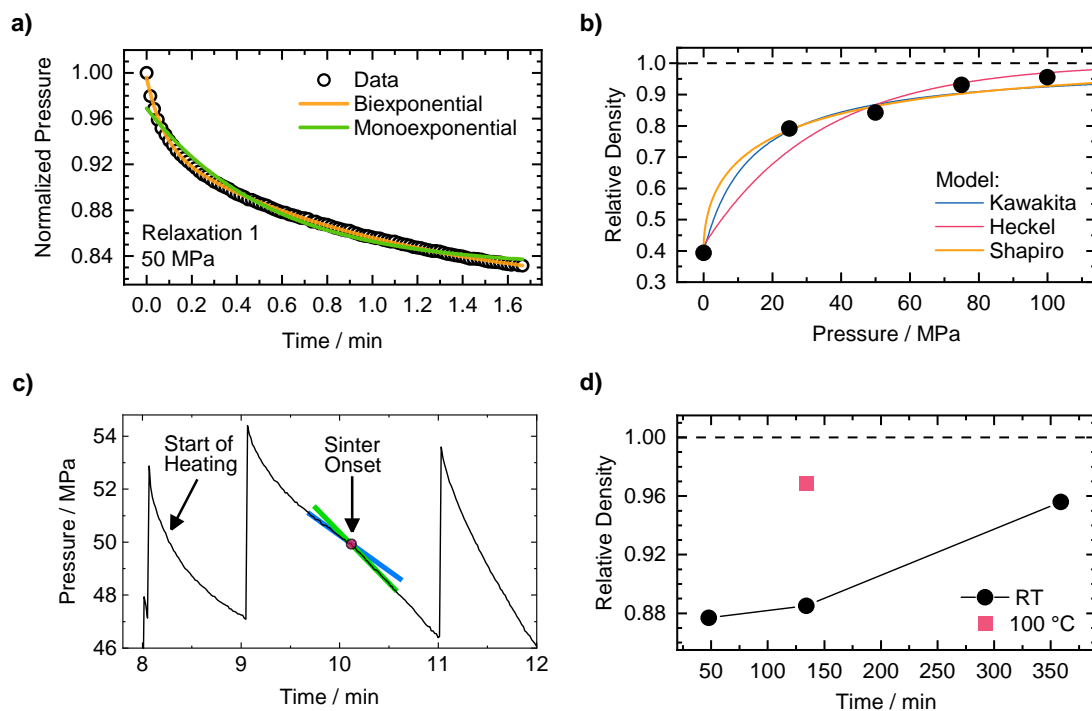 a)
1.00
0.96
0.92
0.88
0.84
Normalized Pressure
Data
Biexponential
Monoexponential
Relaxation 1
50 MPa
0.0 0.2 0.4 0.6 0.8 1.0 1.2 1.4 1.6
Time / min
b)
1.0
0.9
0.8
0.7
0.6
0.5
0.4
0.3
Relative Density
Model:
Kawakita
Heckel
Shapiro
0 20 40 60 80 100
Pressure / MPa
c)
54
52
50
48
46
Pressure / MPa
Start of
Heating
Sinter
Onset
8 9 10 11 12
Time / min
d)
1.00
0.96
0.92
0.88
Relative Density
RT
100 °C
50 100 150 200 250 300 350
Time / min